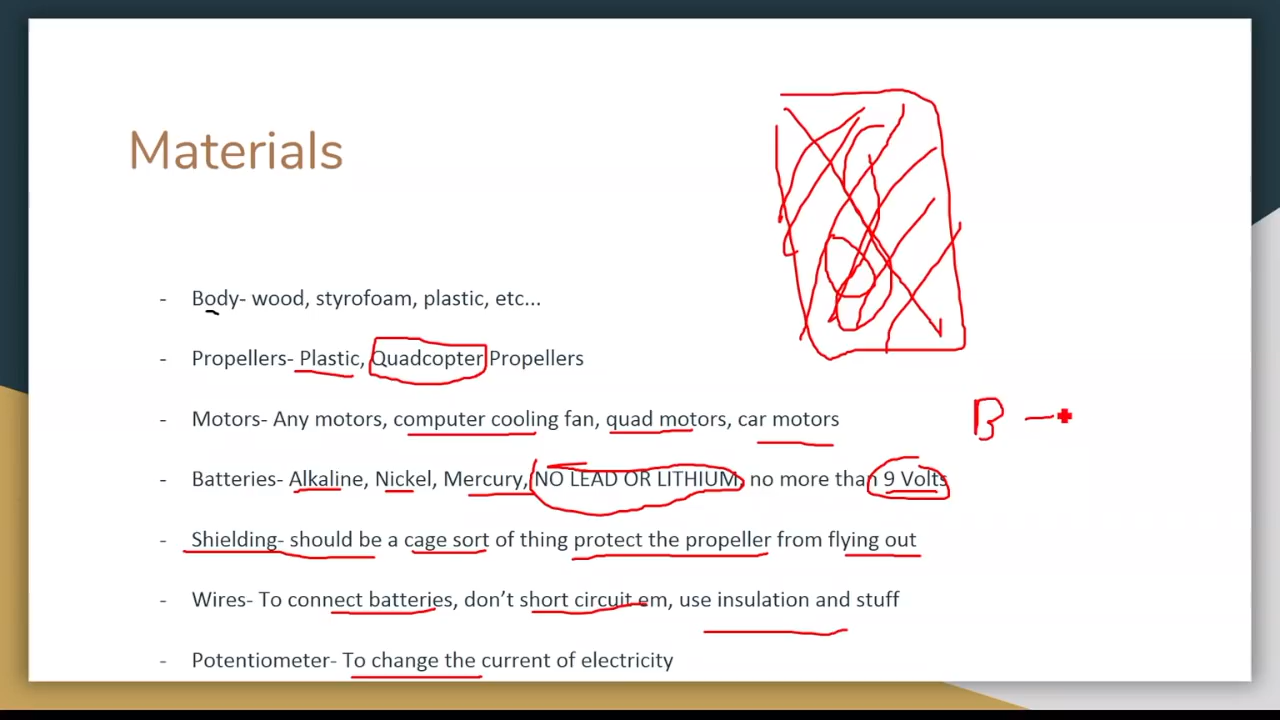 Materials
- Body- wood, styrofoam, plastic, etc...
- Propellers- Plastic, Quadcopter Propellers
- Motors- Any motors, computer cooling fan, quad motors, car motors
B –
- Batteries- Alkaline, Nickel, Mercury, NO LEAD OR LITHIUM, no more than 9 Volts
- Shielding- should be a cage sort of thing protect the propeller from flying out
- Wires- To connect batteries, don't short circuit em, use insulation and stuff
- Potentiometer- To change the current of electricity